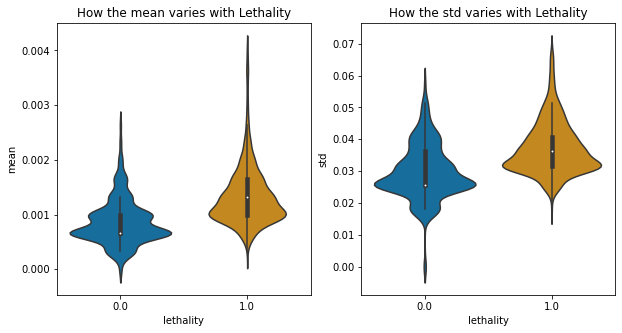 How the mean varies with Lethality
mean
0.004
0.003
0.002
0.001
0.000
0.0
1.0
lethality
How the std varies with Lethality
std
0.07
0.06
0.05
0.04
0.03
0.02
0.01
0.00
0.0
1.0
lethality